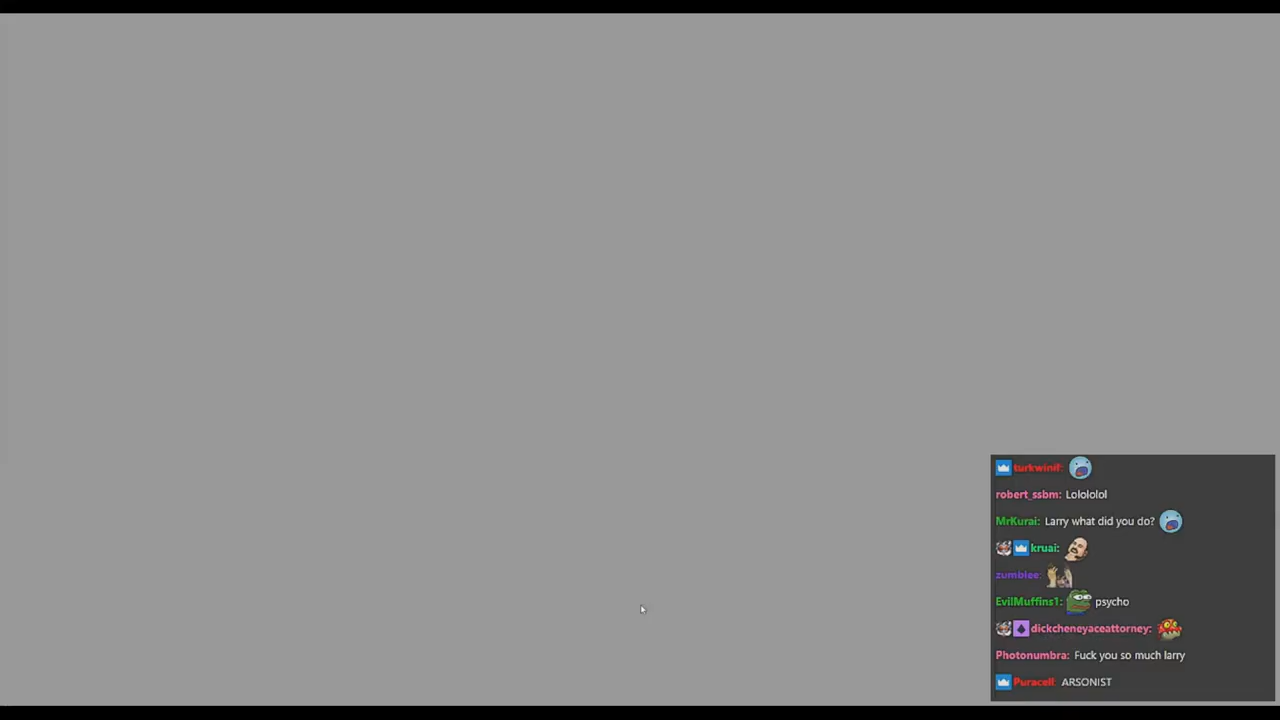 turkwinif:
robert_ssbm: Lolololol
MrKurai: Larry what did you do?
kruai:
zumblee:
EvilMuffins1: psycho
dickcheneyaceattorney:
Photonumbra: Fuck you so much larry
Puracell: ARSONIST